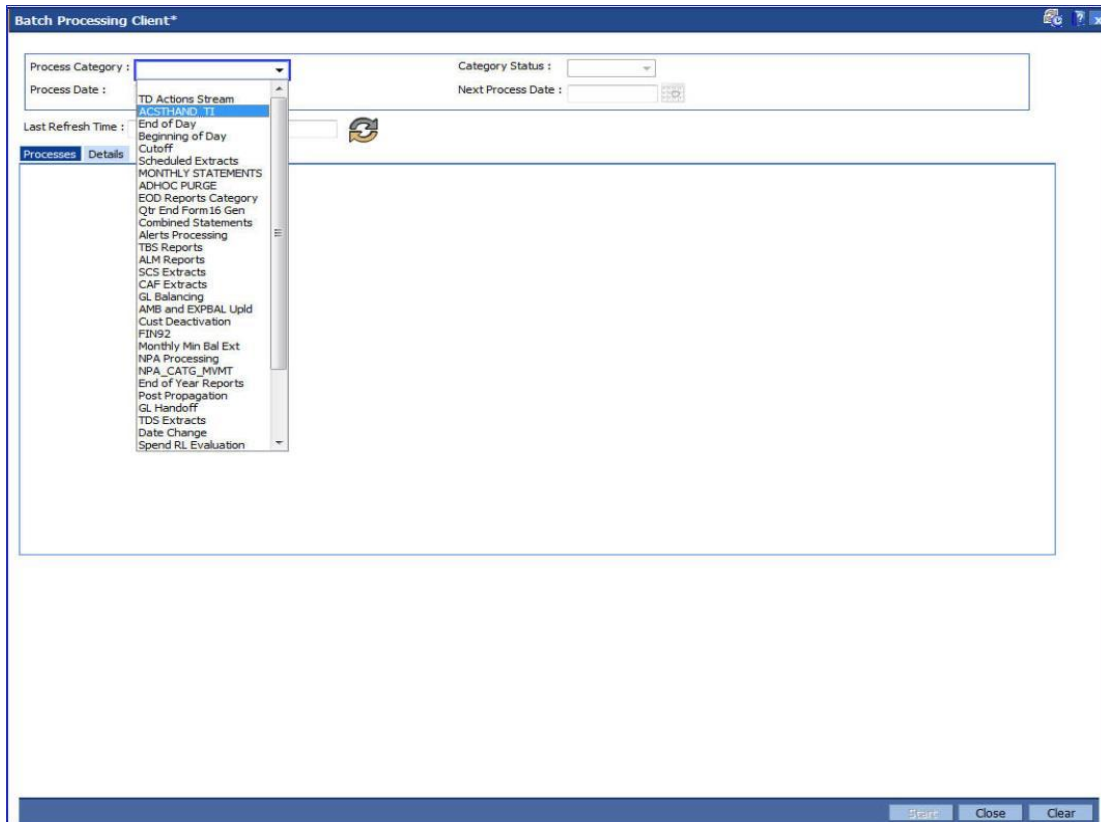 Batch Processing Client*
Process Category :
Category Status :
Process Date :
Next Process Date :
Last Refresh Time :
TD Actions Stream
ACSTHAND_TI
End of Day
Beginning of Day
Cutoff
Scheduled Extracts
MONTHLY STATEMENTS
ADHOC PURGE
EOD Reports Category
Qtr End Form16 Gen
Combined Statements
Alerts Processing
TBS Reports
ALM Reports
SCS Extracts
CAF Extracts
GL Balancing
AMB and EXPBAL Upld
Cust Deactivation
FIN92
Monthly Min Bal Ext
NPA Processing
NPA_CATG_MVMT
End of Year Reports
Post Propagation
GL Handoff
TDS Extracts
Date Change
Spend RL Evaluation
Processes Details
Close Clear